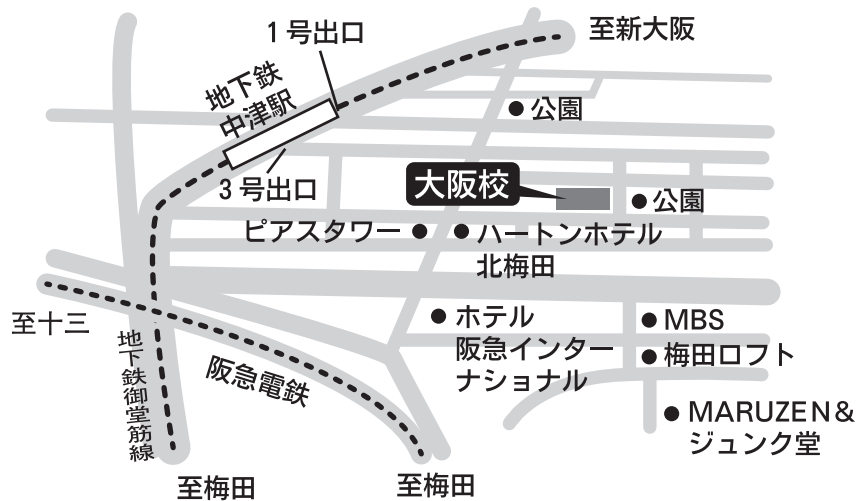 1号出口
至新大阪
地下鉄
中津駅
公園
3号出口
大阪校
公園
ピアスタワー
ハートンホテル
北梅田
至十三
ホテル
阪急インター
ナショナル
MBS
梅田ロフト
地下鉄御堂筋線
阪急電鉄
MARUZEN&
ジュンク堂
至梅田
至梅田